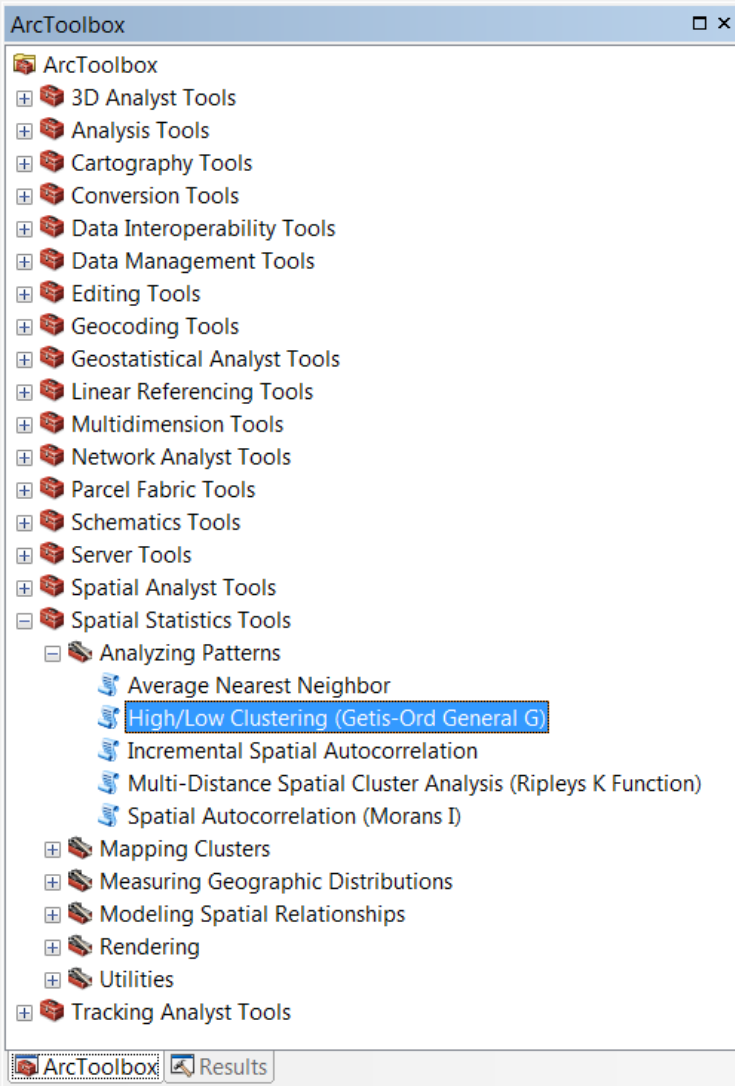 ArcToolbox
ArcToolbox
3D Analyst Tools
Analysis Tools
Cartography Tools
Conversion Tools
Data Interoperability Tools
Data Management Tools
Editing Tools
Geocoding Tools
Geostatistical Analyst Tools
Linear Referencing Tools
Multidimension Tools
Network Analyst Tools
Parcel Fabric Tools
Schematics Tools
Server Tools
Spatial Analyst Tools
Spatial Statistics Tools
Analyzing Patterns
Average Nearest Neighbor
High/Low Clustering (Getis-Ord General G)
Incremental Spatial Autocorrelation
Multi-Distance Spatial Cluster Analysis (Ripleys K Function)
Spatial Autocorrelation (Morans I)
Mapping Clusters
Measuring Geographic Distributions
Modeling Spatial Relationships
Rendering
Utilities
Tracking Analyst Tools
ArcToolbox Results